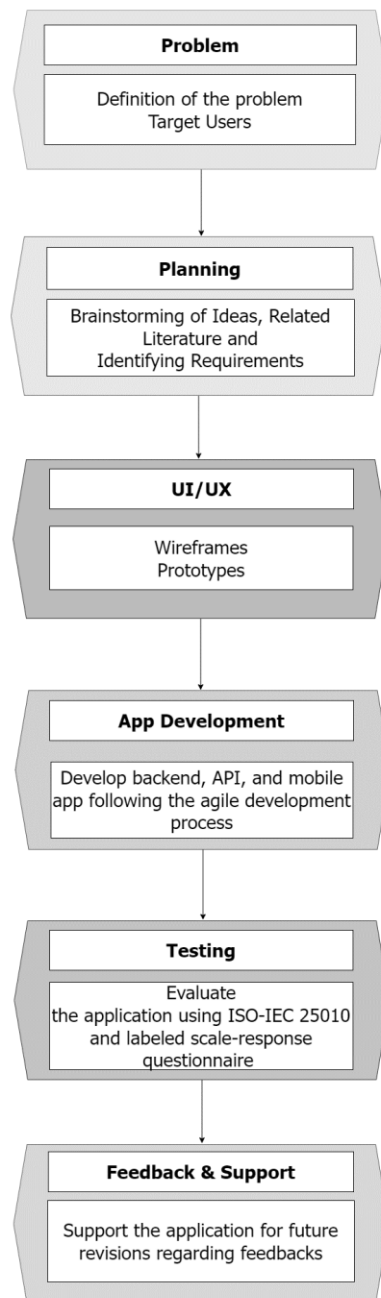 Problem
Definition of the problem
Target Users
Planning
Brainstorming of Ideas, Related
Literature and
Identifying Requirements
UI/UX
Wireframes
Prototypes
App Development
Develop backend, API, and mobile
app following the agile development
process
Testing
Evaluate
the application using ISO-IEC 25010
and labeled scale-response
questionnaire
Feedback & Support
Support the application for future
revisions regarding feedbacks